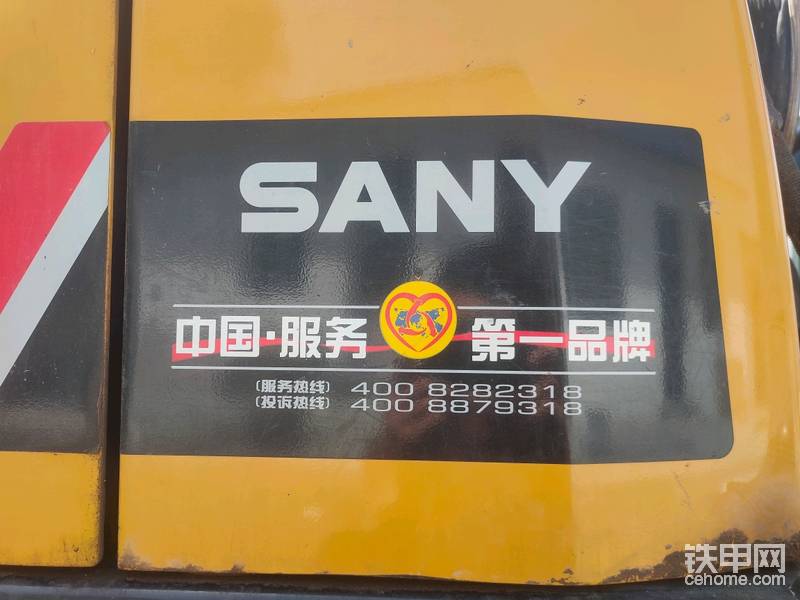 SANY
中国·服务 第一品牌
(服务热线) 400 8282318
(投诉热线) 400 8879318
铁甲网
cehome.com